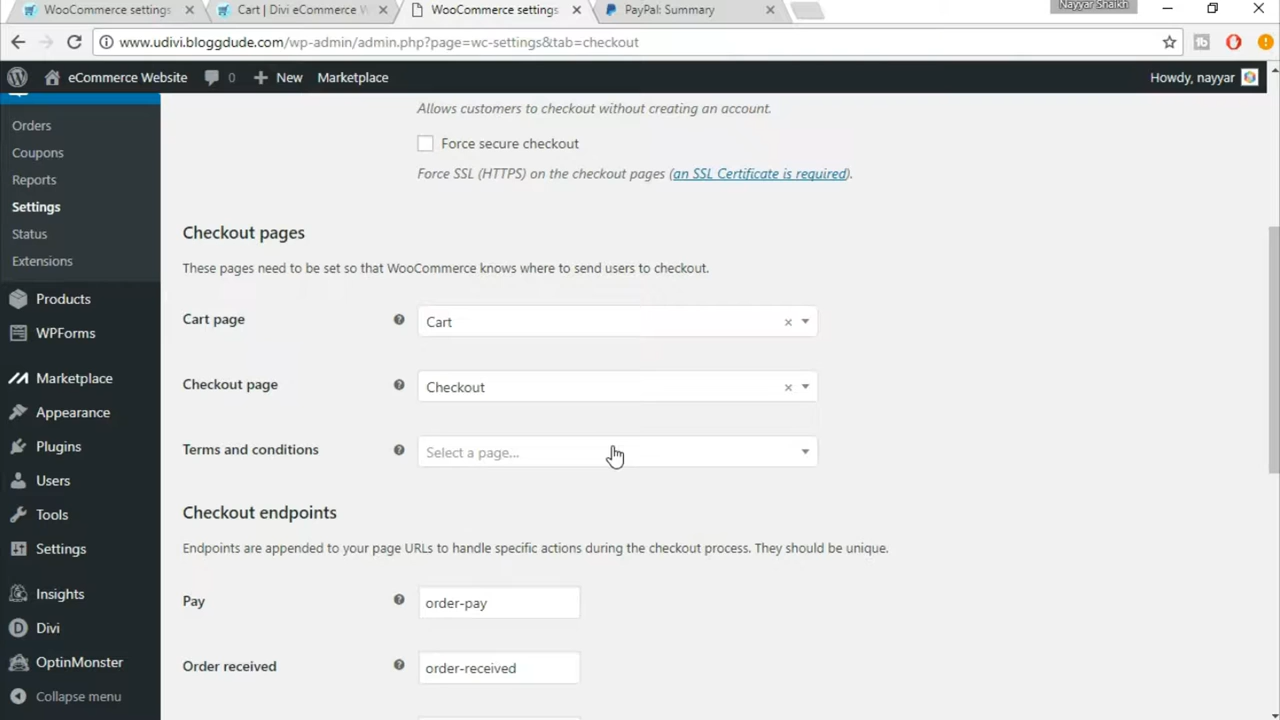 WooCommerce settings
Cart | Divi eCommerce W
WooCommerce settings
PayPal: Summary
Nayyar Shaikh
www.udivi.bloggdude.com/wp-admin/admin.php?page=wc-settings&tab=checkout
eCommerce Website
0
New
Marketplace
Howdy, nayyar
Orders
Coupons
Reports
Settings
Status
Extensions
Products
WPForms
Marketplace
Appearance
Plugins
Users
Tools
Settings
Insights
Divi
OptinMonster
Collapse menu
Allows customers to checkout without creating an account.
Force secure checkout
Force SSL (HTTPS) on the checkout pages (an SSL Certificate is required).
Checkout pages
These pages need to be set so that WooCommerce knows where to send users to checkout.
Cart page
Cart
Checkout page
Checkout
Terms and conditions
Select a page...
Checkout endpoints
Endpoints are appended to your page URLs to handle specific actions during the checkout process. They should be unique.
Pay
order-pay
Order received
order-received